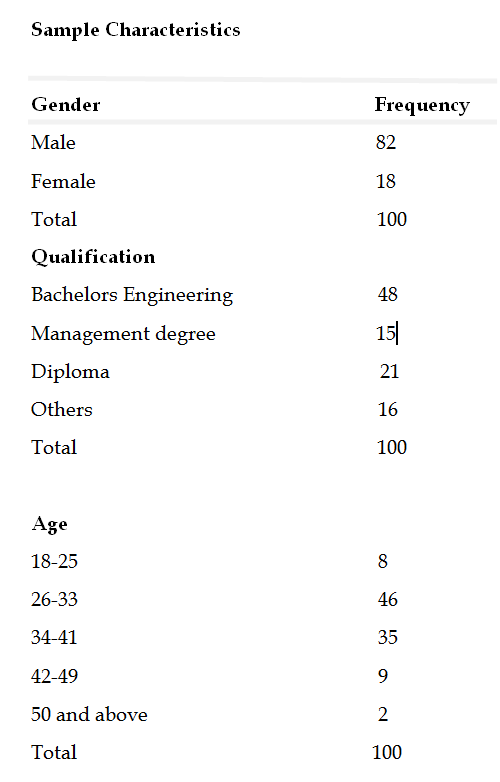 Sample Characteristics
Gender Frequency
Male 82
Female 18
Total 100
Qualification
Bachelors Engineering 48
Management degree 15
Diploma 21
Others 16
Total 100
Age
18-25 8
26-33 46
34-41 35
42-49 9
50 and above 2
Total 100